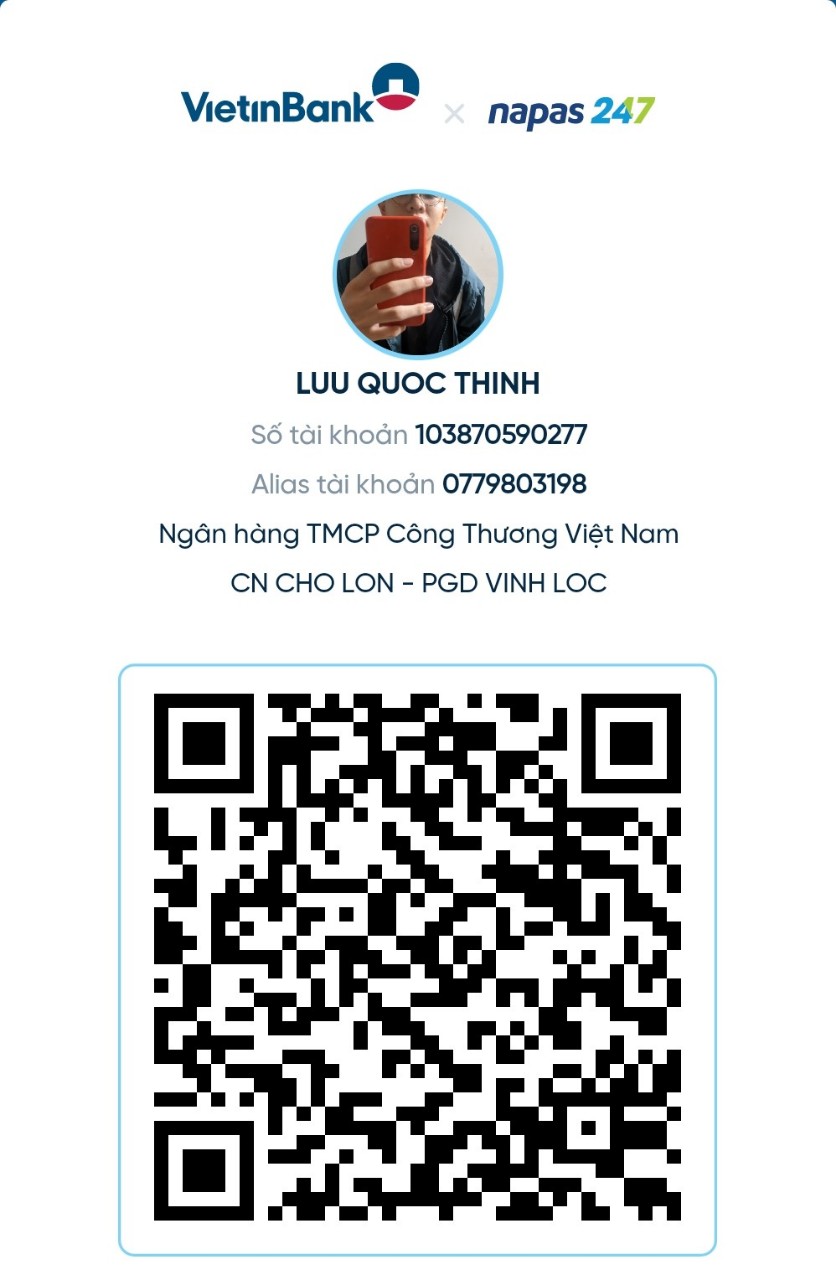 VietinBank × napas 247
LUU QUOC THINH
Số tài khoản 103870590277
Alias tài khoản 0779803198
Ngân hàng TMCP Công Thương Việt Nam
CN CHO LON - PGD VINH LOC